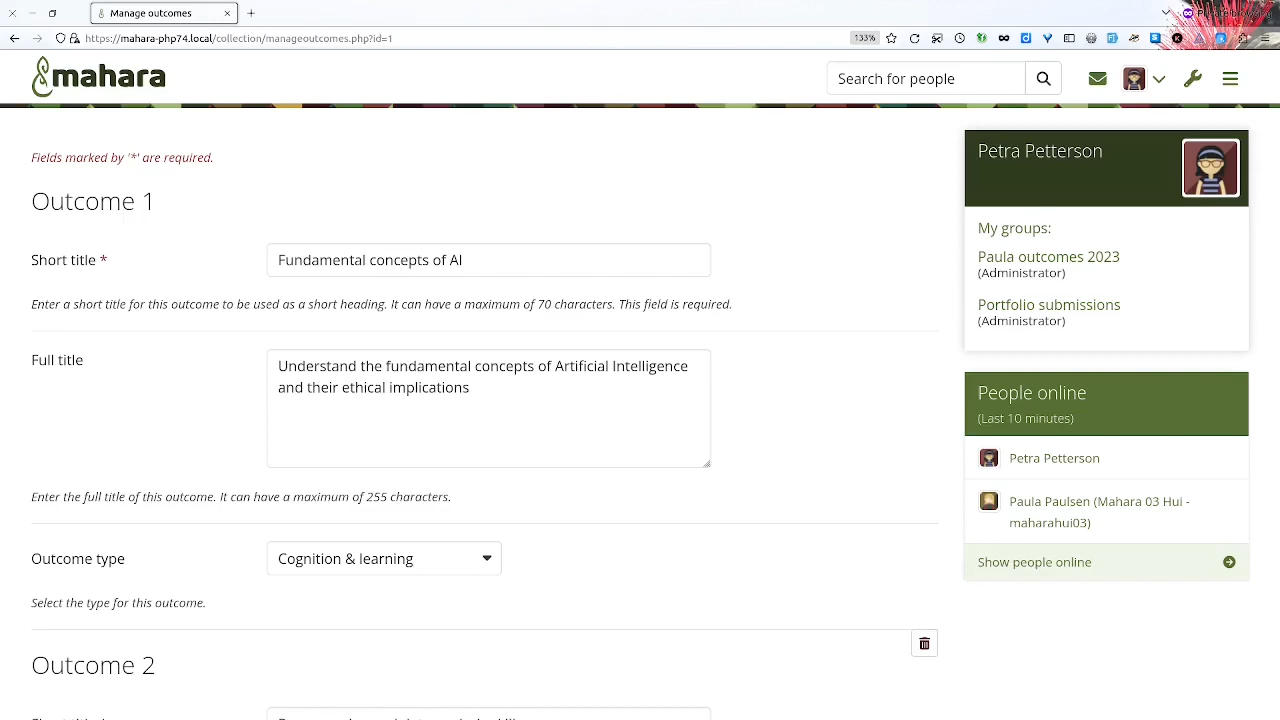 Manage outcomes
https://mahara-php74.local/collection/manageoutcomes.php?id=1
133%
mahara
Search for people
Fields marked by '*' are required.
Outcome 1
Short title *
Fundamental concepts of AI
Enter a short title for this outcome to be used as a short heading. It can have a maximum of 70 characters. This field is required.
Full title
Understand the fundamental concepts of Artificial Intelligence
and their ethical implications
Enter the full title of this outcome. It can have a maximum of 255 characters.
Outcome type
Cognition & learning
Select the type for this outcome.
Outcome 2
Petra Petterson
My groups:
Paula outcomes 2023
(Administrator)
Portfolio submissions
(Administrator)
People online
(Last 10 minutes)
Petra Petterson
Paula Paulsen (Mahara 03 Hui -
maharahui03)
Show people online